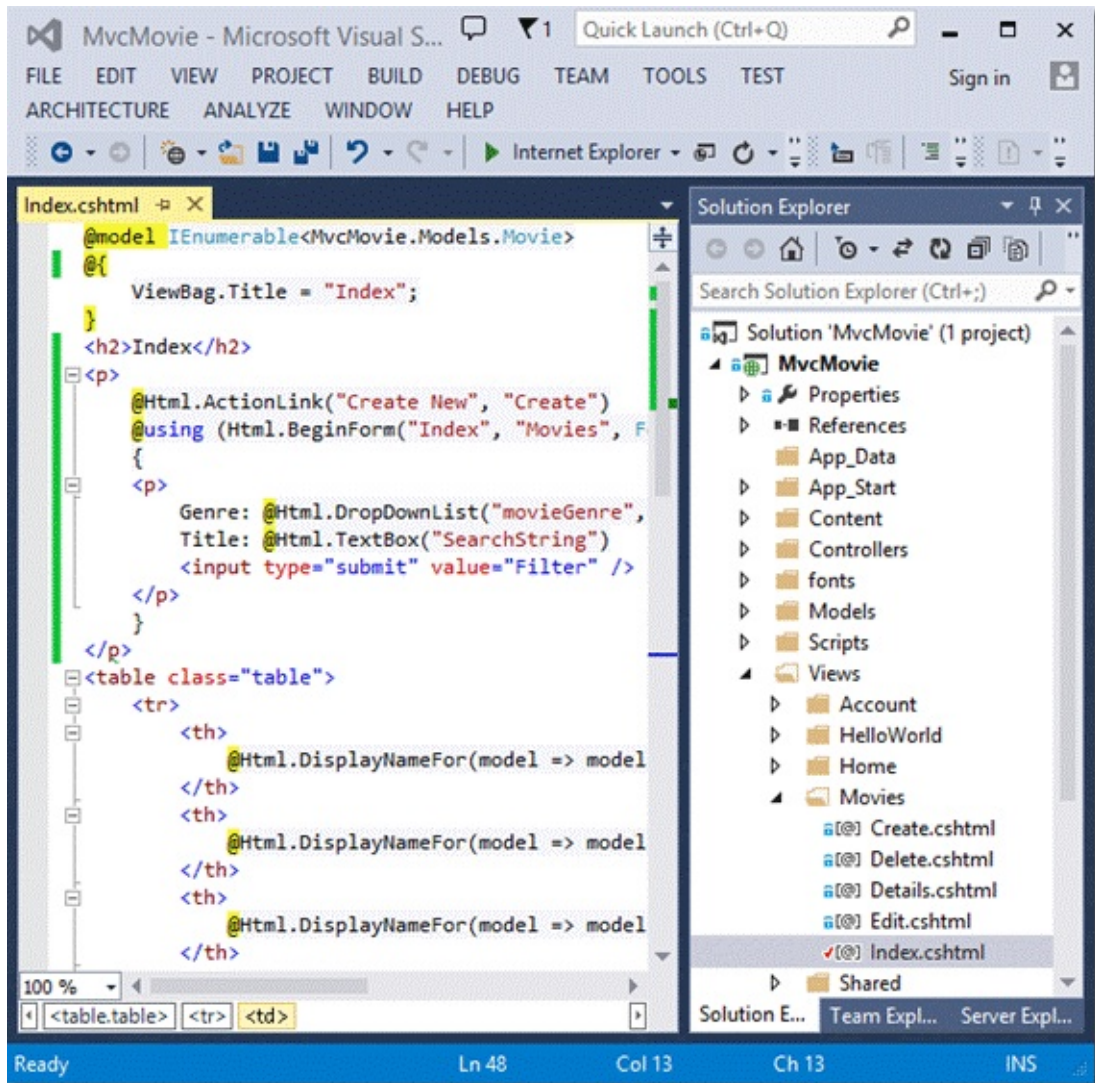 MvcMovie - Microsoft Visual S... 1 Quick Launch (Ctrl+Q)
FILE EDIT VIEW PROJECT BUILD DEBUG TEAM TOOLS TEST Sign in
ARCHITECTURE ANALYZE WINDOW HELP
Internet Explorer
Index.cshtml
@model IEnumerable<MvcMovie.Models.Movie>
@{
ViewBag.Title = "Index";
}
<h2>Index</h2>
<p>
@Html.ActionLink("Create New", "Create")
@using (Html.BeginForm("Index", "Movies", F
{
<p>
Genre: @Html.DropDownList("movieGenre",
Title: @Html.TextBox("SearchString")
<input type="submit" value="Filter" />
</p>
}
</p>
<table class="table">
<tr>
<th>
@Html.DisplayNameFor(model => model
</th>
<th>
@Html.DisplayNameFor(model => model
</th>
<th>
@Html.DisplayNameFor(model => model
</th>
100 %
<table.table> <tr> <td>
Solution Explorer
Search Solution Explorer (Ctrl+;)
Solution 'MvcMovie' (1 project)
MvcMovie
Properties
References
App_Data
App_Start
Content
Controllers
fonts
Models
Scripts
Views
Account
HelloWorld
Home
Movies
[@] Create.cshtml
[@] Delete.cshtml
[@] Details.cshtml
[@] Edit.cshtml
[@] Index.cshtml
Shared
Solution E... Team Expl... Server Expl...
Ready Ln 48 Col 13 Ch 13 INS